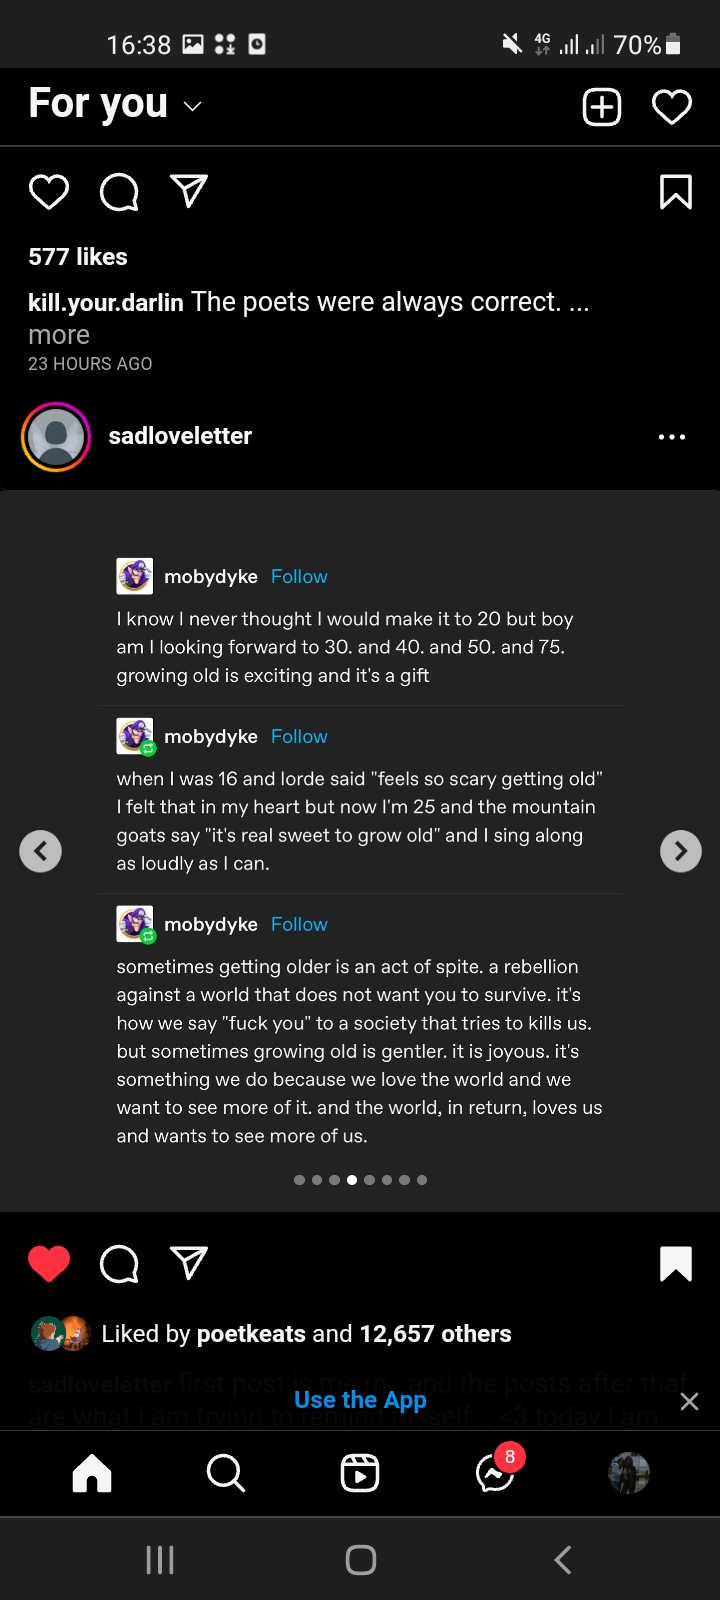 16:38 4G 70%
For you
577 likes
kill.your.darlin The poets were always correct. ...
more
23 HOURS AGO
sadloveletter
mobydyke Follow
I know I never thought I would make it to 20 but boy
am I looking forward to 30. and 40. and 50. and 75.
growing old is exciting and it's a gift
mobydyke Follow
when I was 16 and lorde said "feels so scary getting old"
I felt that in my heart but now I'm 25 and the mountain
goats say "it's real sweet to grow old" and I sing along
as loudly as I can.
mobydyke Follow
sometimes getting older is an act of spite. a rebellion
against a world that does not want you to survive. it's
how we say "fuck you" to a society that tries to kills us.
but sometimes growing old is gentler. it is joyous. it's
something we do because we love the world and we
want to see more of it. and the world, in return, loves us
and wants to see more of us.
Liked by poetkeats and 12,657 others
sadloveletter first post is me rn.. and the posts after that
Use the App
are what i am trying to remind myself .. <3 today i am
8